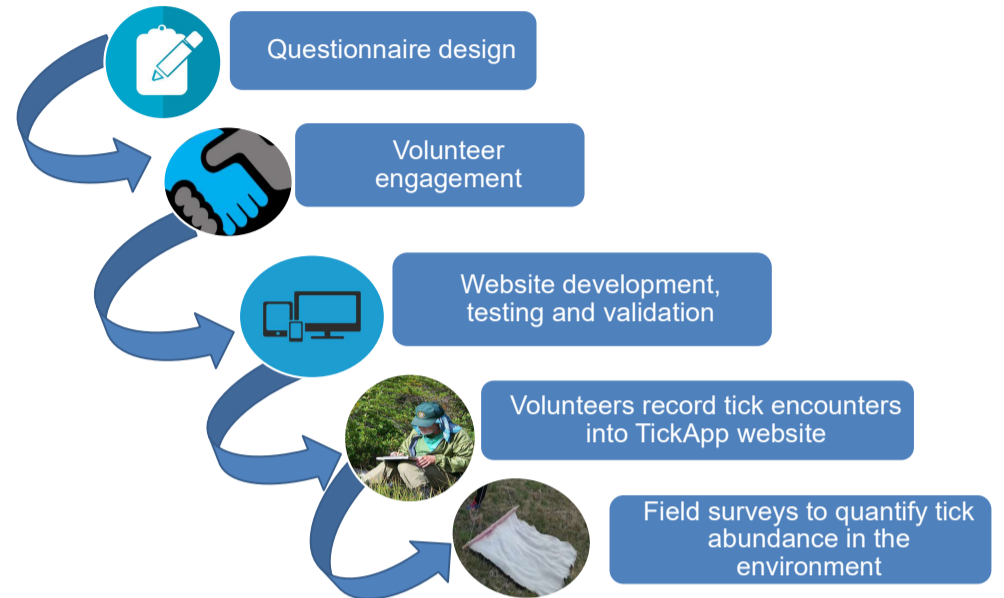 Questionnaire design
Volunteer
engagement
Website development,
testing and validation
Volunteers record tick encounters
into TickApp website
Field surveys to quantify tick
abundance in the
environment